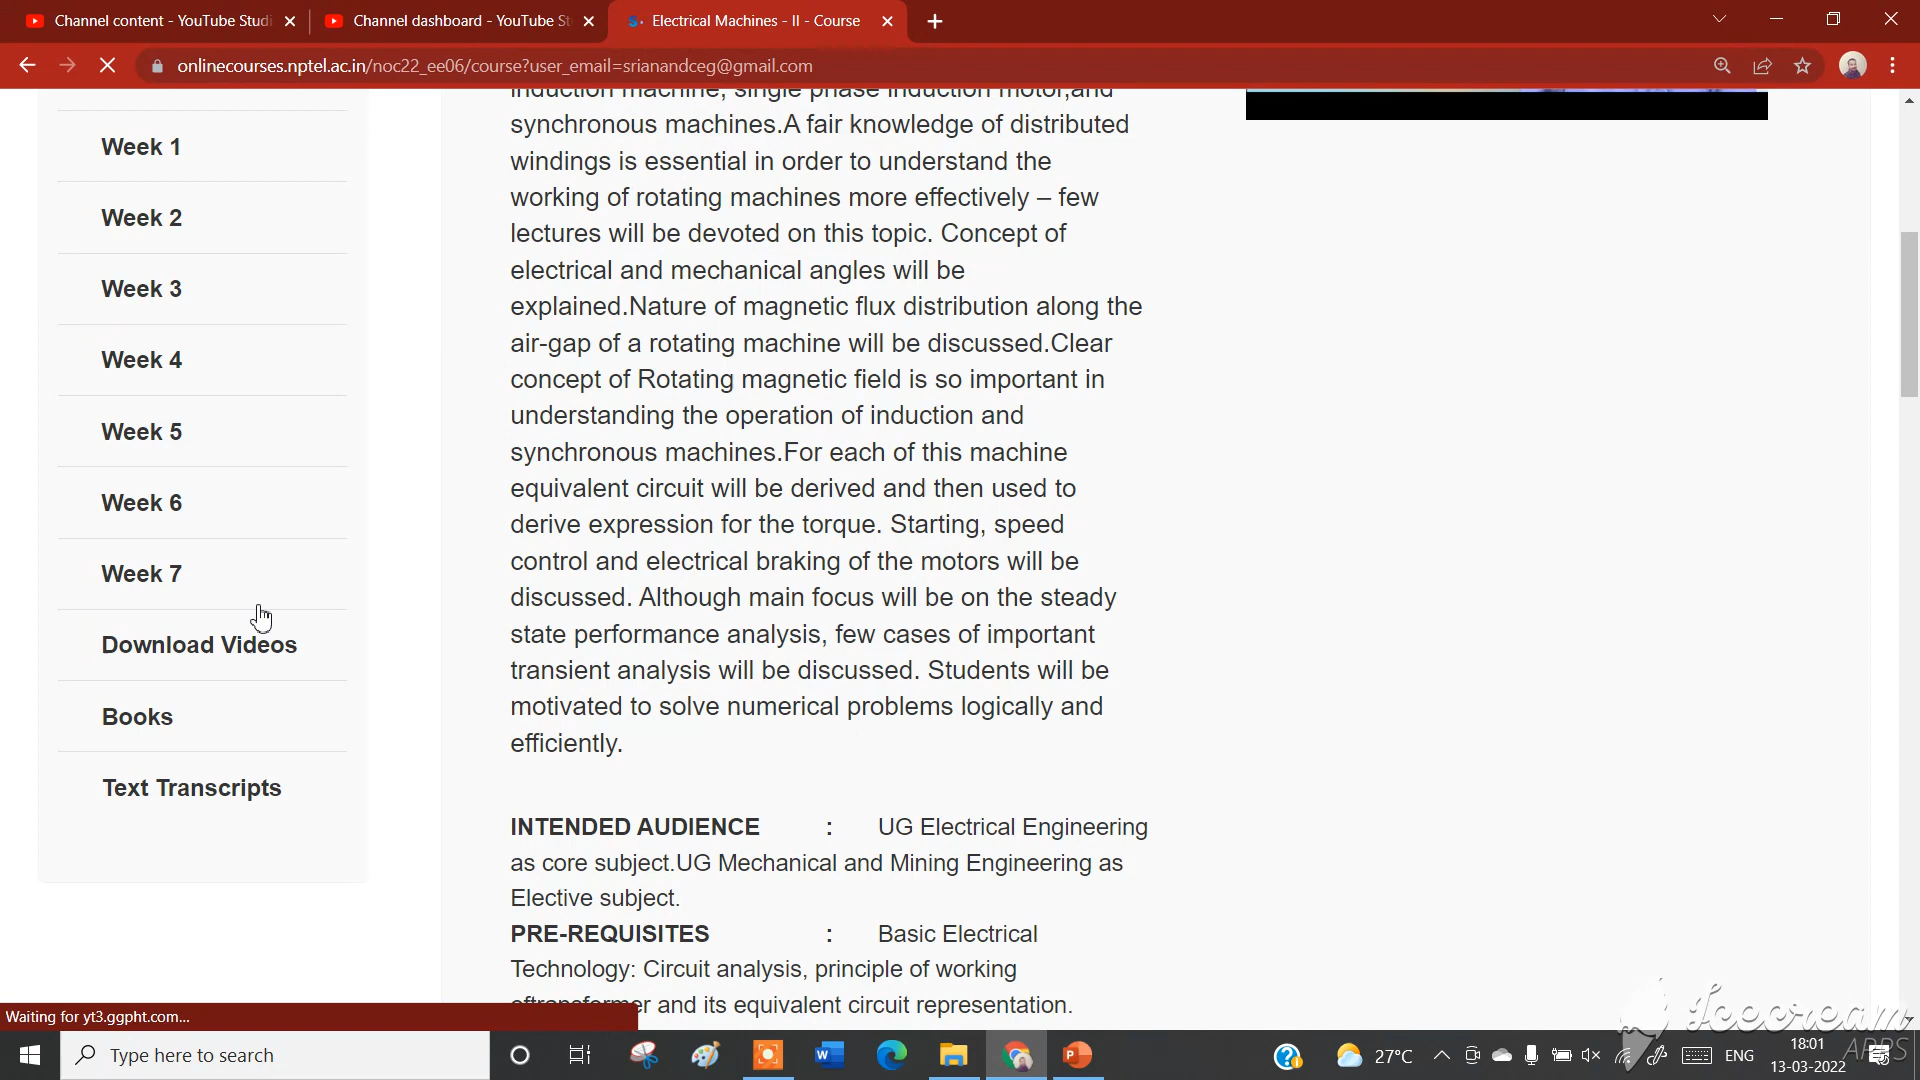 Channel content - YouTube Studi
Channel dashboard - YouTube St
Electrical Machines - II - Course
onlinecourses.nptel.ac.in/noc22_ee06/course?user_email=srianandceg@gmail.com
Week 1
Week 2
Week 3
Week 4
Week 5
Week 6
Week 7
Download Videos
Books
Text Transcripts
induction machine, single phase induction motor,and
synchronous machines.A fair knowledge of distributed
windings is essential in order to understand the
working of rotating machines more effectively – few
lectures will be devoted on this topic. Concept of
electrical and mechanical angles will be
explained.Nature of magnetic flux distribution along the
air-gap of a rotating machine will be discussed.Clear
concept of Rotating magnetic field is so important in
understanding the operation of induction and
synchronous machines.For each of this machine
equivalent circuit will be derived and then used to
derive expression for the torque. Starting, speed
control and electrical braking of the motors will be
discussed. Although main focus will be on the steady
state performance analysis, few cases of important
transient analysis will be discussed. Students will be
motivated to solve numerical problems logically and
efficiently.
INTENDED AUDIENCE : UG Electrical Engineering
as core subject.UG Mechanical and Mining Engineering as
Elective subject.
PRE-REQUISITES : Basic Electrical
Technology: Circuit analysis, principle of working
oftransformer and its equivalent circuit representation.
Waiting for yt3.ggpht.com...
Icecream
APPS
Type here to search
27°C
ENG
18:01
13-03-2022